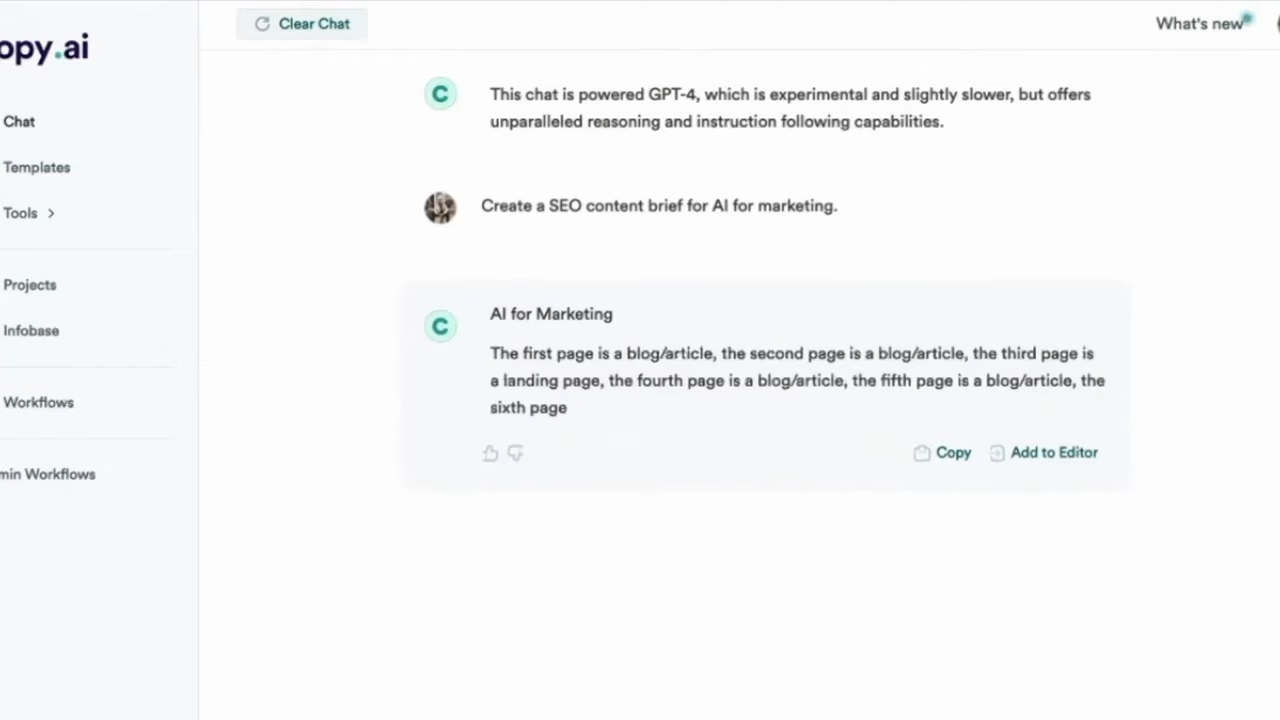 opy.ai
Clear Chat
What's new
Chat
Templates
Tools
Projects
Infobase
Workflows
min Workflows
This chat is powered GPT-4, which is experimental and slightly slower, but offers
unparalleled reasoning and instruction following capabilities.
Create a SEO content brief for AI for marketing.
AI for Marketing
The first page is a blog/article, the second page is a blog/article, the third page is
a landing page, the fourth page is a blog/article, the fifth page is a blog/article, the
sixth page
Copy
Add to Editor